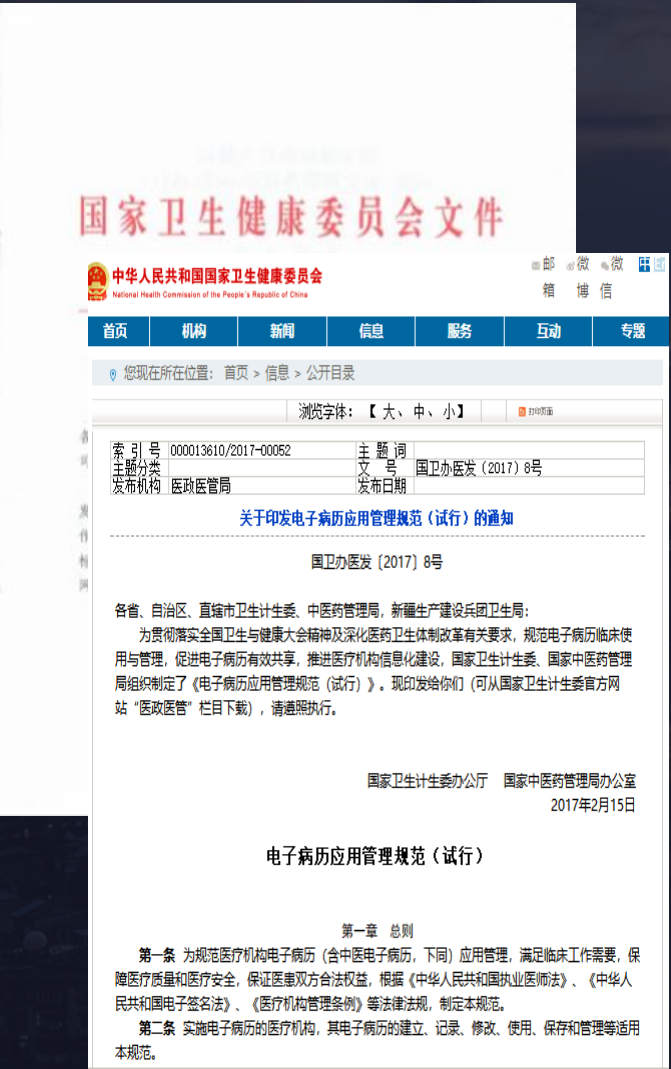 国家卫生健康委员会文件
中华人民共和国国家卫生健康委员会
National Health Commission of the People's Republic of China
邮箱 微博 微信
首页 机构 新闻 信息 服务 互动 专题
您现在所在位置： 首页 > 信息 > 公开目录
浏览字体：【 大、 中、 小】 打印页面
索 引 号 000013610/2017-00052 主 题 词
主题分类 文 号 国卫办医发（2017）8号
发布机构 医政医管局 发布日期
关于印发电子病历应用管理规范（试行）的通知
国卫办医发〔2017〕8号
各省、自治区、直辖市卫生计生委、中医药管理局，新疆生产建设兵团卫生局：
为贯彻落实全国卫生与健康大会精神及深化医药卫生体制改革有关要求，规范电子病历临床使
用与管理，促进电子病历有效共享，推进医疗机构信息化建设，国家卫生计生委、国家中医药管理
局组织制定了《电子病历应用管理规范（试行）》。现印发给你们（可从国家卫生计生委官方网
站“医政医管”栏目下载），请遵照执行。
国家卫生计生委办公厅 国家中医药管理局办公室
2017年2月15日
电子病历应用管理规范（试行）
第一章 总则
第一条 为规范医疗机构电子病历（含中医电子病历，下同）应用管理，满足临床工作需要，保
障医疗质量和医疗安全，保证医患双方合法权益，根据《中华人民共和国执业医师法》、《中华人
民共和国电子签名法》、《医疗机构管理条例》等法律法规，制定本规范。
第二条 实施电子病历的医疗机构，其电子病历的建立、记录、修改、使用、保存和管理等适用
本规范。